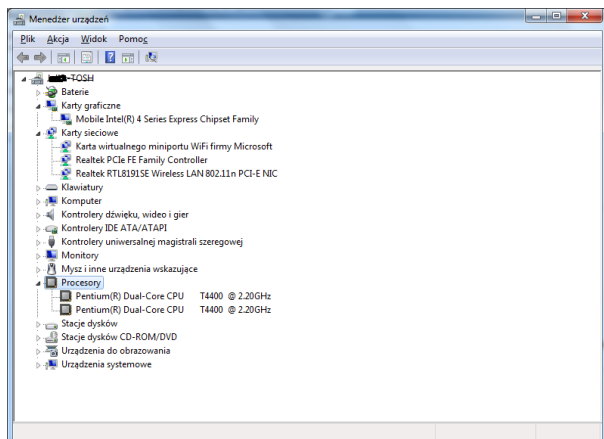 Menedżer urządzeń
Plik Akcja Widok Pomoc
-TOSH
Baterie
Karty graficzne
Mobile Intel(R) 4 Series Express Chipset Family
Karty sieciowe
Karta wirtualnego miniportu WiFi firmy Microsoft
Realtek PCIe FE Family Controller
Realtek RTL8191SE Wireless LAN 802.11n PCI-E NIC
Klawiatury
Komputer
Kontrolery dźwięku, wideo i gier
Kontrolery IDE ATA/ATAPI
Kontrolery uniwersalnej magistrali szeregowej
Monitory
Mysz i inne urządzenia wskazujące
Procesory
Pentium(R) Dual-Core CPU T4400 @ 2.20GHz
Pentium(R) Dual-Core CPU T4400 @ 2.20GHz
Stacje dysków
Stacje dysków CD-ROM/DVD
Urządzenia do obrazowania
Urządzenia systemowe